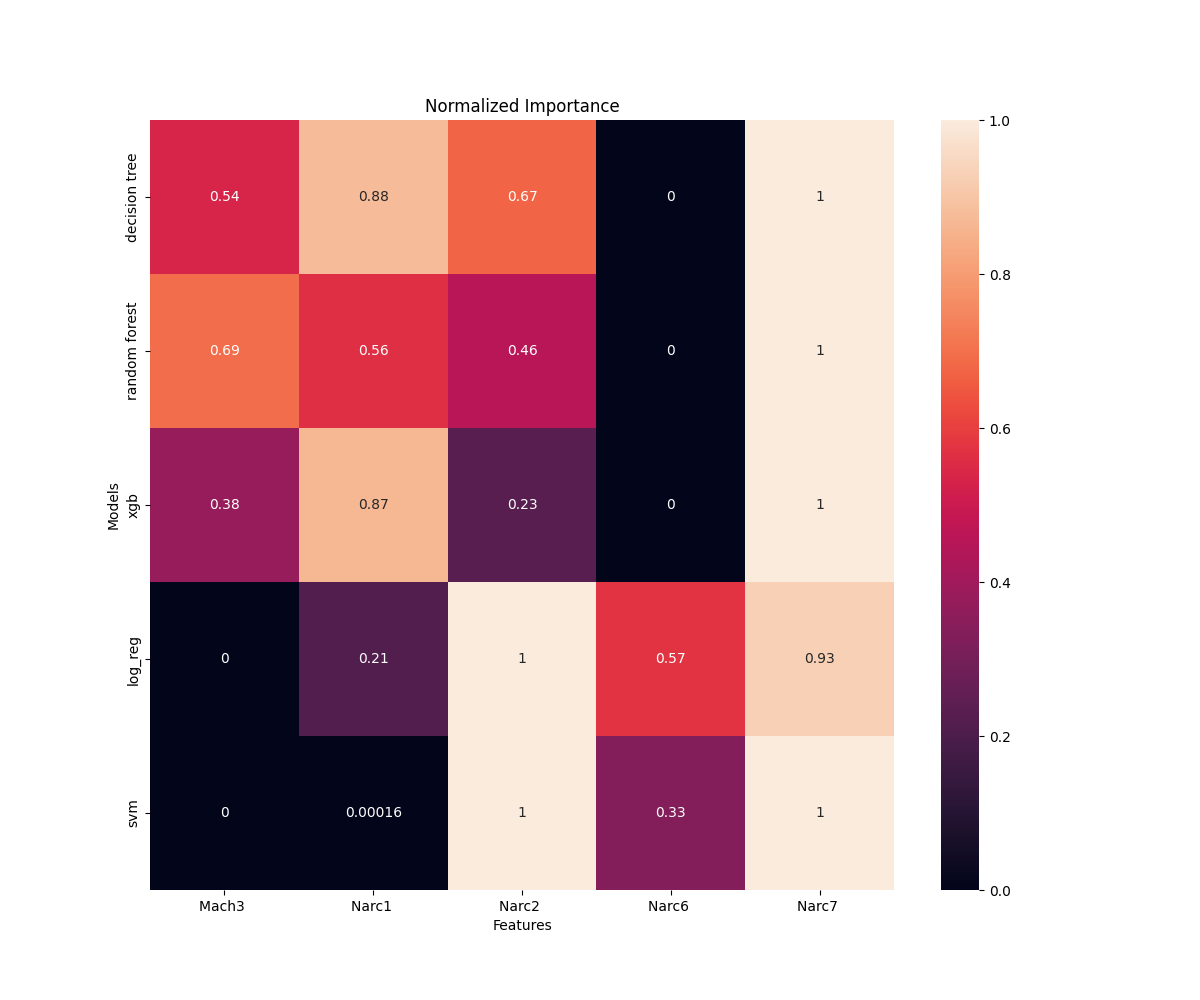 Normalized Importance
decision tree 0.54 0.88 0.67 0 1
random forest 0.69 0.56 0.46 0 1
Models
xgb 0.38 0.87 0.23 0 1
log_reg 0 0.21 1 0.57 0.93
svm 0 0.00016 1 0.33 1
Mach3 Narc1 Narc2 Narc6 Narc7
Features
1.0
0.8
0.6
0.4
0.2
0.0